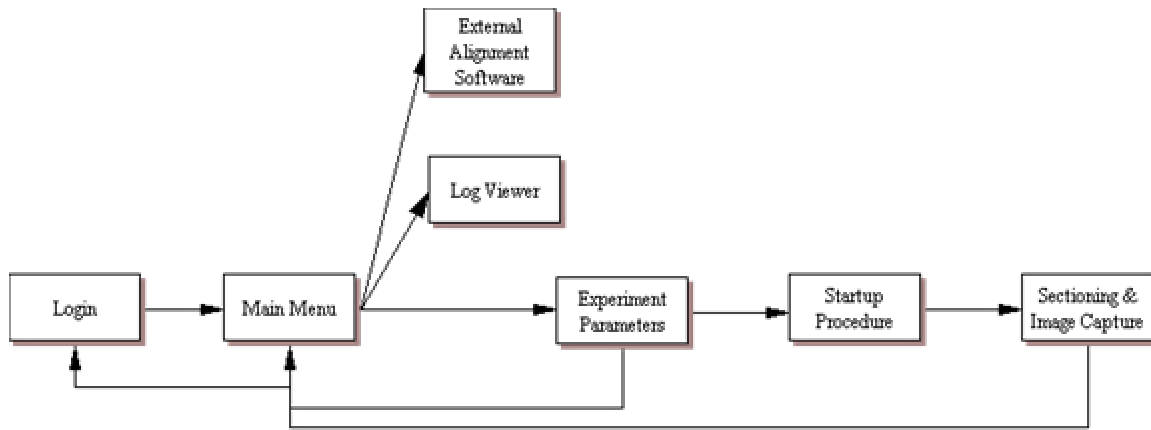 External
Alignment
Software
Log Viewer
Login
Main Menu
Experiment
Parameters
Startup
Procedure
Sectioning &
Image Capture